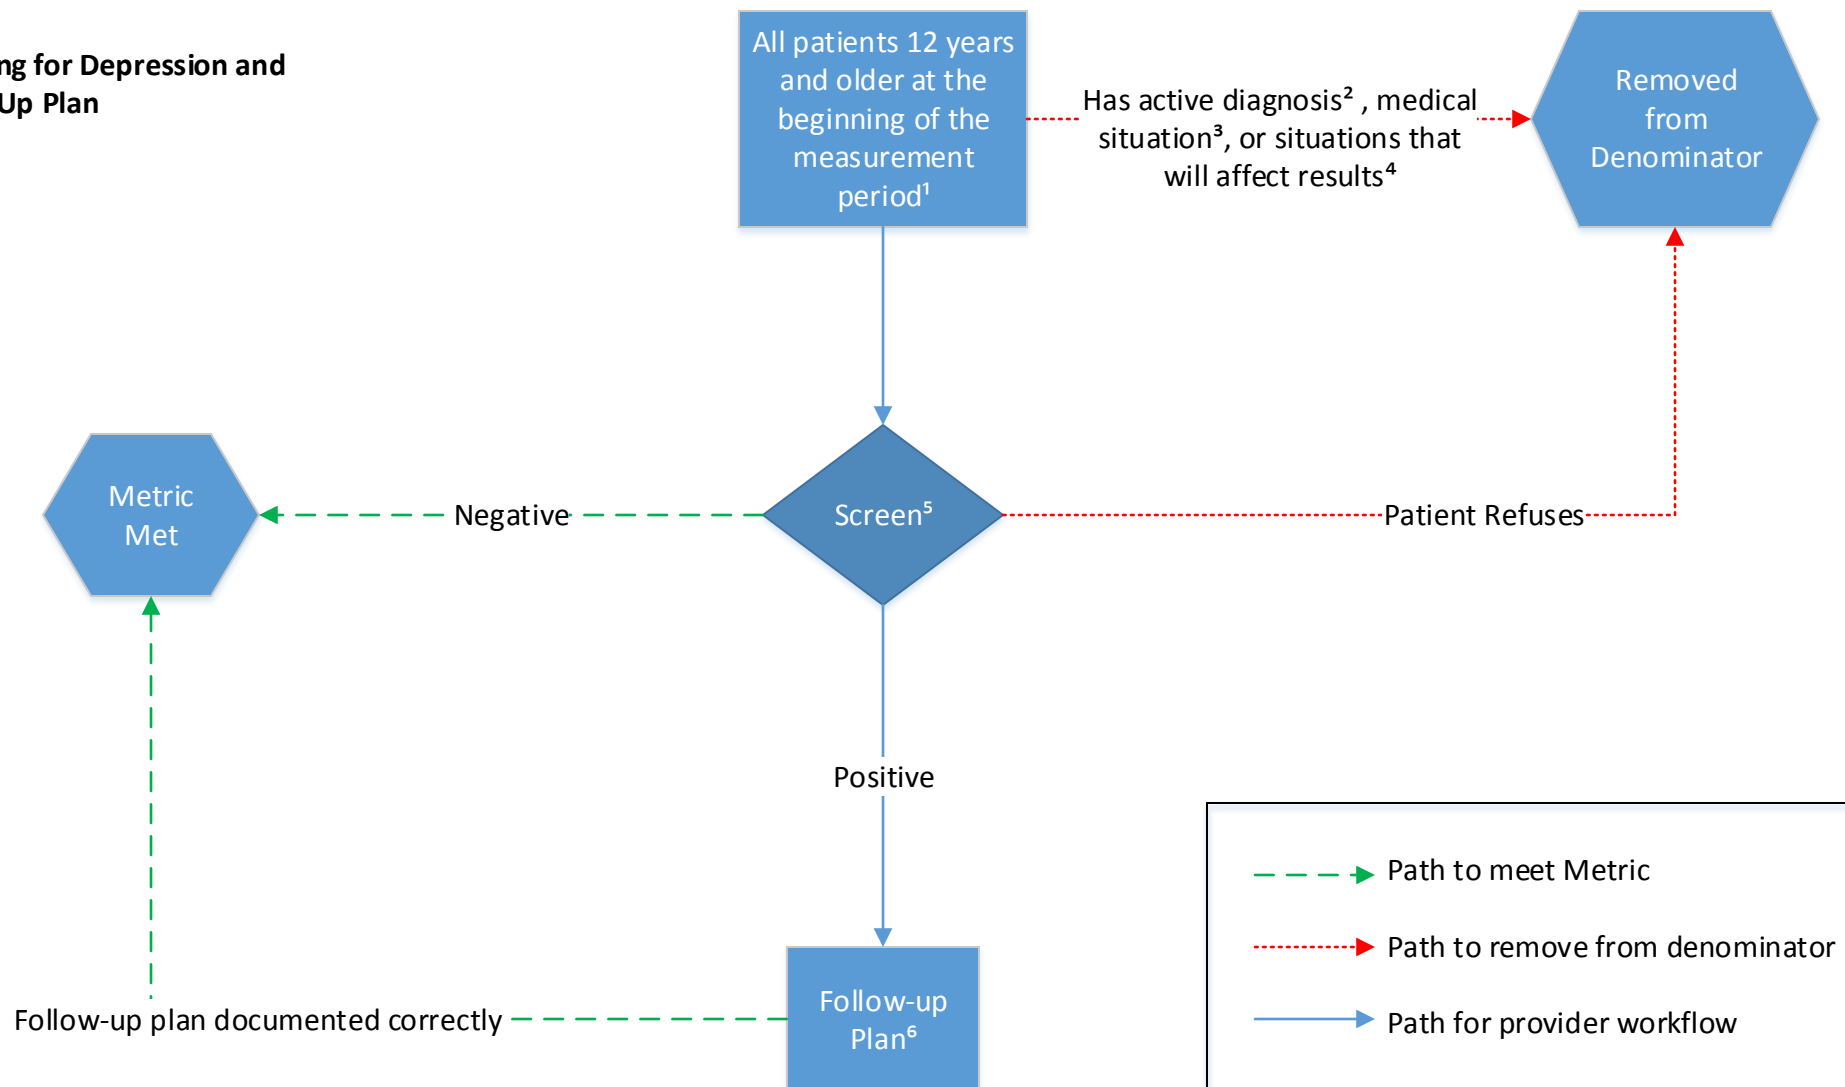 ng for Depression and
Up Plan
All patients 12 years
and older at the
beginning of the
measurement
period¹
Has active diagnosis² , medical
situation³, or situations that
will affect results⁴
Removed
from
Denominator
Metric
Met
Negative
Screen⁵
Patient Refuses
Positive
Follow-up plan documented correctly
Follow-up
Plan⁶
Path to meet Metric
Path to remove from denominator
Path for provider workflow